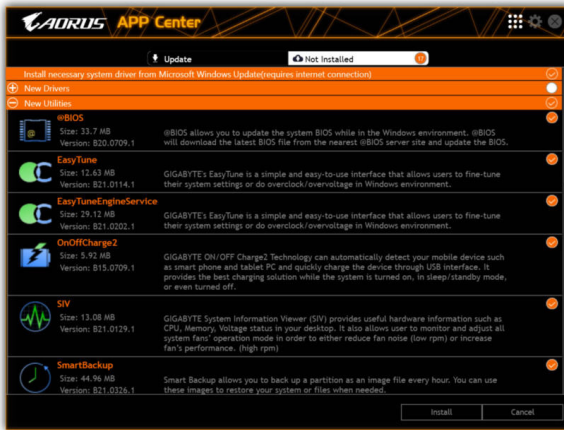 AORUS APP Center
Update
Not Installed 17
Install necessary system driver from Microsoft Windows Update(requires internet connection)
New Drivers
New Utilities
@BIOS
Size: 33.7 MB
Version: B20.0709.1
@BIOS allows you to update the system BIOS while in the Windows environment. @BIOS
will download the latest BIOS file from the nearest @BIOS server site and update the BIOS.
EasyTune
Size: 12.63 MB
Version: B21.0114.1
GIGABYTE's EasyTune is a simple and easy-to-use interface that allows users to fine-tune
their system settings or do overclock/overvoltage in Windows environment.
EasyTuneEngineService
Size: 29.12 MB
Version: B21.0202.1
GIGABYTE's EasyTune is a simple and easy-to-use interface that allows users to fine-tune
their system settings or do overclock/overvoltage in Windows environment.
OnOffCharge2
Size: 5.92 MB
Version: B15.0709.1
GIGABYTE ON/OFF Charge2 Technology can automatically detect your mobile device such
as smart phone and tablet PC and quickly charge the device through USB interface. It
provides the best charging solution while the system is turned on, in sleep/standby mode,
or even turned off.
SIV
Size: 13.08 MB
Version: B21.0129.1
GIGABYTE System Information Viewer (SIV) provides useful hardware information such as
CPU, Memory, Voltage status in your desktop. It also allows user to monitor and adjust all
system fans' operation mode in order to either reduce fan noise (low rpm) or increase
fan's performance. (high rpm)
SmartBackup
Size: 44.96 MB
Version: B21.0326.1
Smart Backup allows you to back up a partition as an image file every hour. You can use
these images to restore your system or files when needed.
Install
Cancel